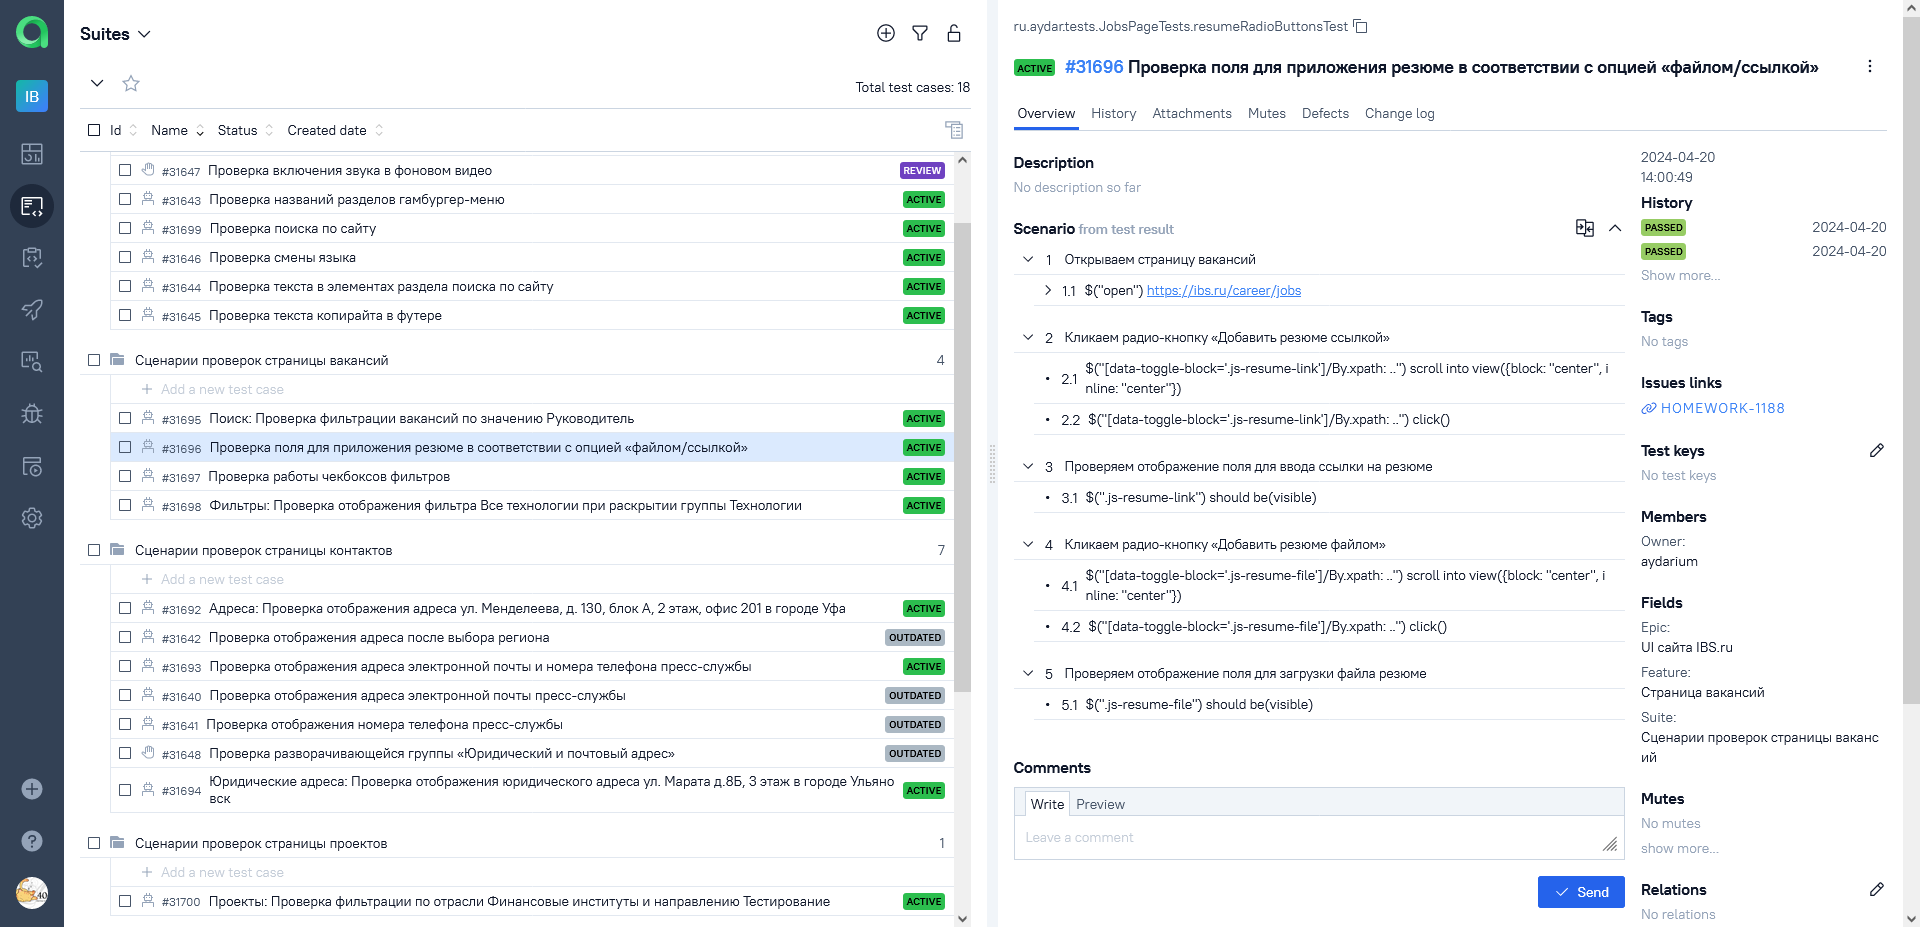 IB
Suites
Total test cases: 18
Id Name Status Created date
#31647 Проверка включения звука в фоновом видео REVIEW
#31643 Проверка названий разделов гамбургер-меню ACTIVE
#31699 Проверка поиска по сайту ACTIVE
#31646 Проверка смены языка ACTIVE
#31644 Проверка текста в элементах раздела поиска по сайту ACTIVE
#31645 Проверка текста копирайта в футере ACTIVE
Сценарии проверок страницы вакансий 4
Add a new test case
#31695 Поиск: Проверка фильтрации вакансий по значению Руководитель ACTIVE
#31696 Проверка поля для приложения резюме в соответствии с опцией «файлом/ссылкой» ACTIVE
#31697 Проверка работы чекбоксов фильтров ACTIVE
#31698 Фильтры: Проверка отображения фильтра Все технологии при раскрытии группы Технологии ACTIVE
Сценарии проверок страницы контактов 7
Add a new test case
#31692 Адреса: Проверка отображения адреса ул. Менделеева, д. 130, блок А, 2 этаж, офис 201 в городе Уфа ACTIVE
#31642 Проверка отображения адреса после выбора региона OUTDATED
#31693 Проверка отображения адреса электронной почты и номера телефона пресс-службы ACTIVE
#31640 Проверка отображения адреса электронной почты пресс-службы OUTDATED
#31641 Проверка отображения номера телефона пресс-службы OUTDATED
#31648 Проверка разворачивающейся группы «Юридический и почтовый адрес» OUTDATED
#31694 Юридические адреса: Проверка отображения юридического адреса ул. Марата д.8Б, 3 этаж в городе Ульяно
вск ACTIVE
Сценарии проверок страницы проектов 1
Add a new test case
#31700 Проекты: Проверка фильтрации по отрасли Финансовые институты и направлению Тестирование ACTIVE
ru.aydar.tests.JobsPageTests.resumeRadioButtonsTest
ACTIVE #31696 Проверка поля для приложения резюме в соответствии с опцией «файлом/ссылкой»
Overview History Attachments Mutes Defects Change log
Description
No description so far
Scenario from test result
1 Открываем страницу вакансий
1.1 $("open") https://ibs.ru/career/jobs
2 Кликаем радио-кнопку «Добавить резюме ссылкой»
2.1 $("[data-toggle-block='.js-resume-link']/By.xpath: ..") scroll into view({block: "center", i
nline: "center"})
2.2 $("[data-toggle-block='.js-resume-link']/By.xpath: ..") click()
3 Проверяем отображение поля для ввода ссылки на резюме
3.1 $(".js-resume-link") should be(visible)
4 Кликаем радио-кнопку «Добавить резюме файлом»
4.1 $("[data-toggle-block='.js-resume-file']/By.xpath: ..") scroll into view({block: "center", i
nline: "center"})
4.2 $("[data-toggle-block='.js-resume-file']/By.xpath: ..") click()
5 Проверяем отображение поля для загрузки файла резюме
5.1 $(".js-resume-file") should be(visible)
Comments
Write Preview
Leave a comment
Send
2024-04-20
14:00:49
History
PASSED 2024-04-20
PASSED 2024-04-20
Show more...
Tags
No tags
Issues links
HOMEWORK-1188
Test keys
No test keys
Members
Owner:
aydarium
Fields
Epic:
UI сайта IBS.ru
Feature:
Страница вакансий
Suite:
Сценарии проверок страницы ваканс
ий
Mutes
No mutes
show more...
Relations
No relations
40